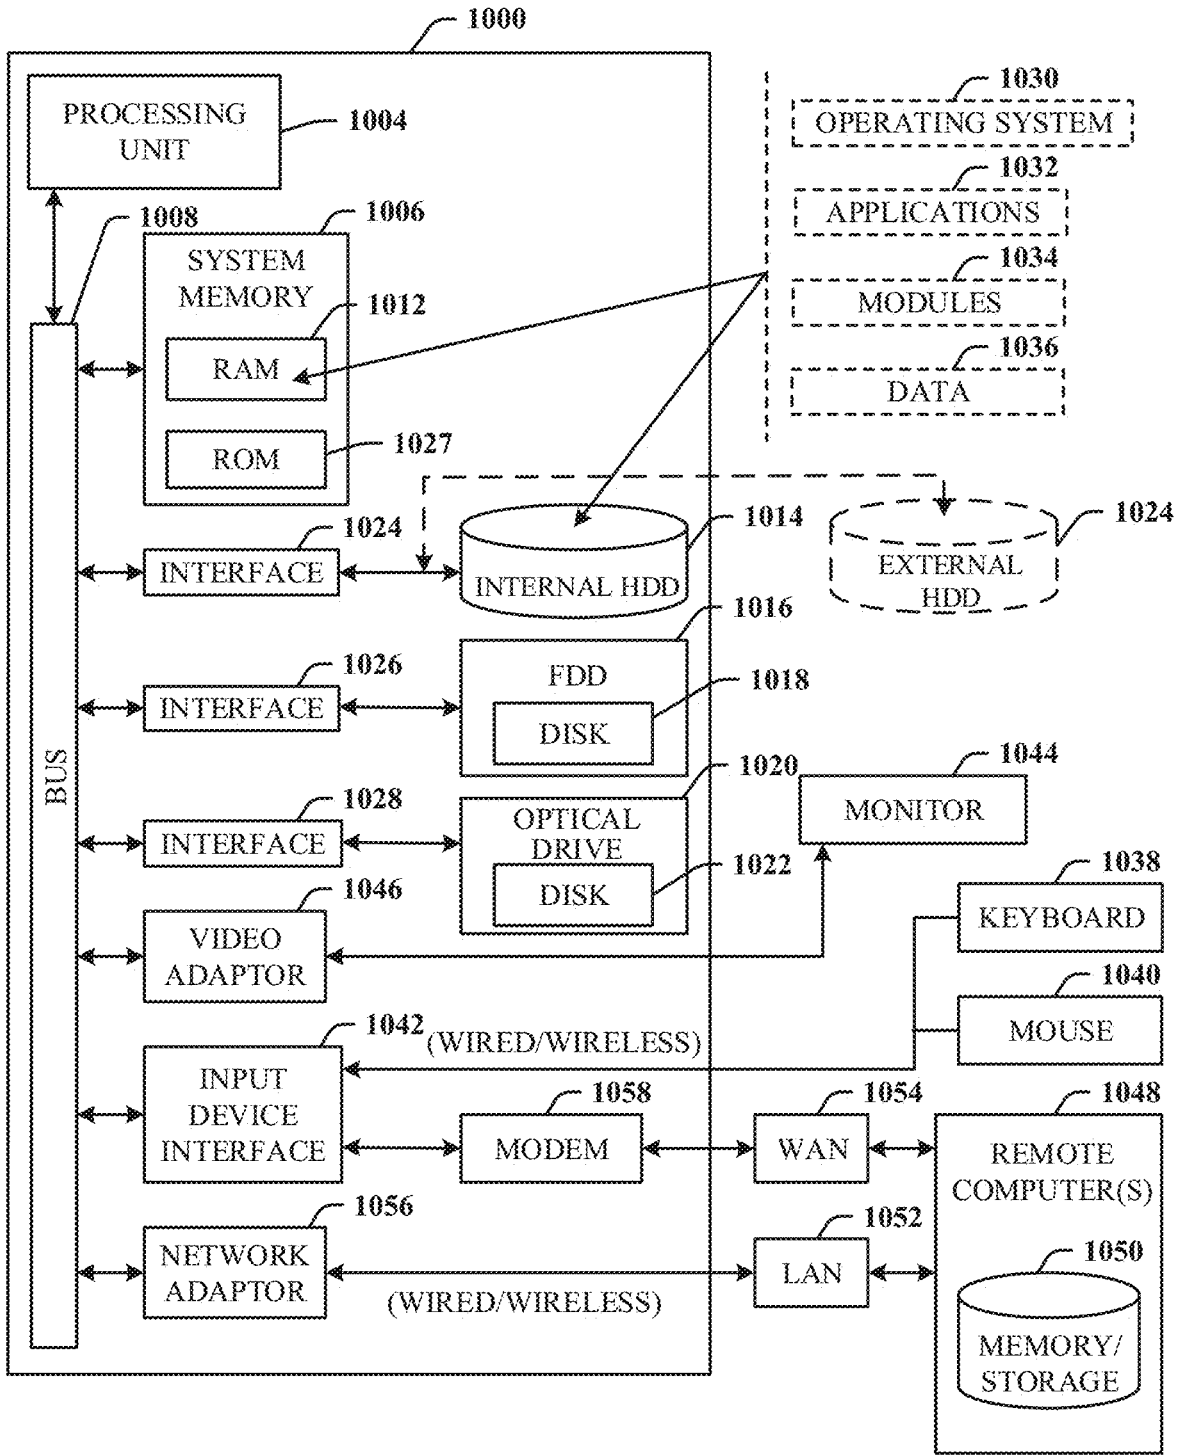 1000
PROCESSING
UNIT
1004
1030
OPERATING SYSTEM
1032
APPLICATIONS
1034
MODULES
1036
DATA
1008
1006
SYSTEM
MEMORY
1012
RAM
1027
ROM
1024
INTERFACE
1014
INTERNAL HDD
1024
EXTERNAL
HDD
1026
INTERFACE
1016
FDD
1018
DISK
BUS
1028
INTERFACE
1020
OPTICAL
DRIVE
1022
DISK
1044
MONITOR
1046
VIDEO
ADAPTOR
1038
KEYBOARD
1040
MOUSE
1042
(WIRED/WIRELESS)
INPUT
DEVICE
INTERFACE
1058
MODEM
1054
WAN
1048
REMOTE
COMPUTER(S)
1056
NETWORK
ADAPTOR
(WIRED/WIRELESS)
1052
LAN
1050
MEMORY/
STORAGE